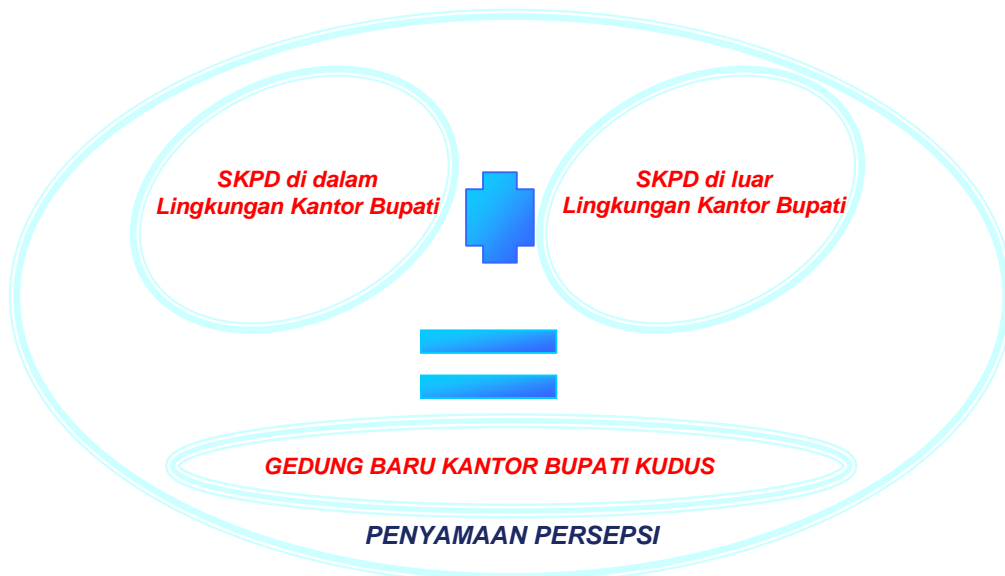 SKPD di dalam
Lingkungan Kantor Bupati
SKPD di luar
Lingkungan Kantor Bupati
GEDUNG BARU KANTOR BUPATI KUDUS
PENYAMAAN PERSEPSI